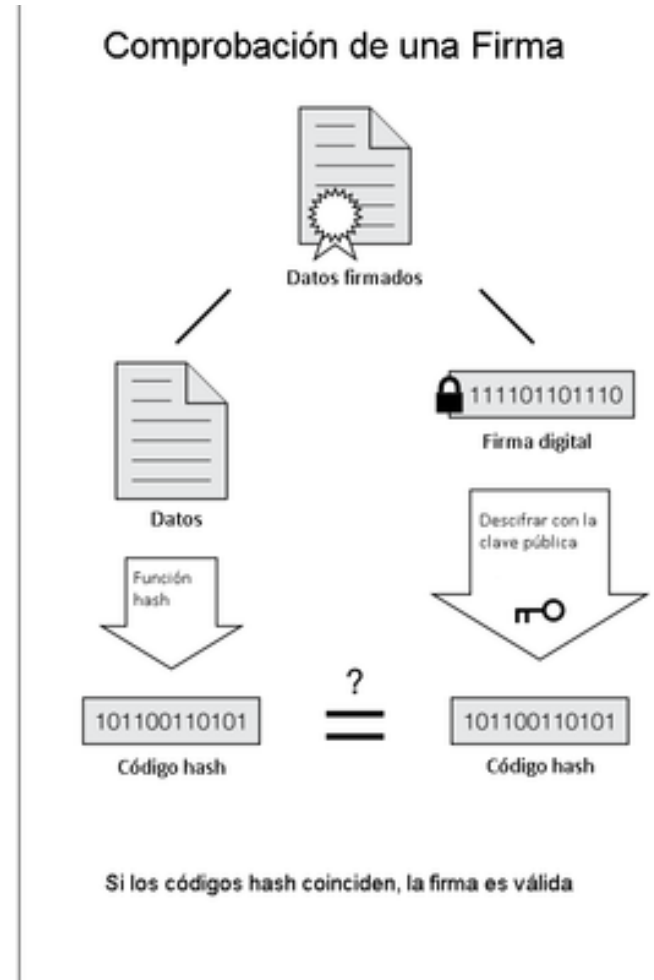 Comprobación de una Firma
Datos firmados
111101101110
Firma digital
Datos
Descifrar con la
clave pública
Función
hash
?
101100110101
101100110101
Código hash
Código hash
Si los códigos hash coinciden, la firma es válida